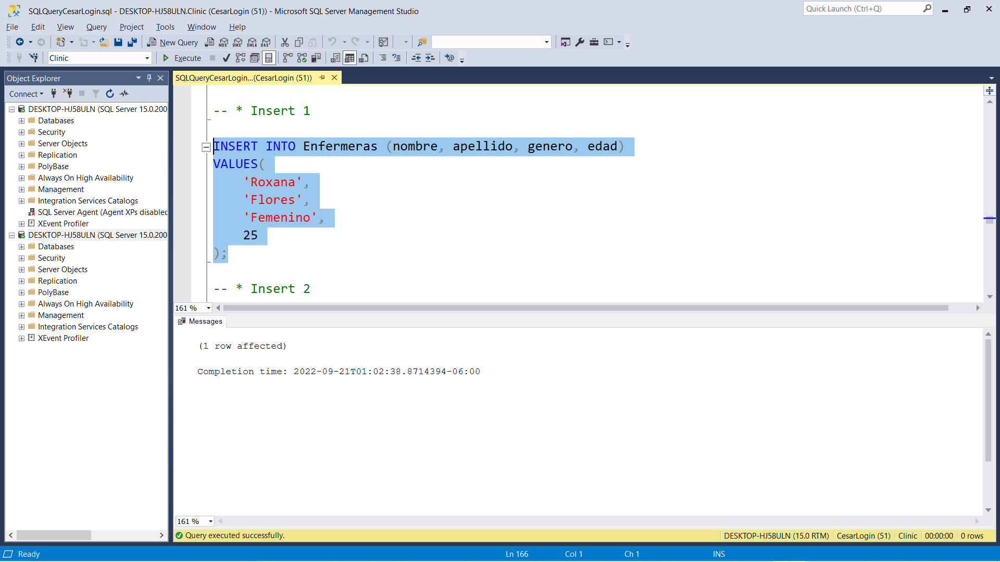 SQLQueryCesarLogin.sql - DESKTOP-HJ58ULN.Clinic (CesarLogin (51)) - Microsoft SQL Server Management Studio
Quick Launch (Ctrl+Q)
File Edit View Query Project Tools Window Help
New Query MDX DMX XMLA DAX
Clinic Execute
Object Explorer
SQLQueryCesarLogin...(CesarLogin (51))
Connect
DESKTOP-HJ58ULN (SQL Server 15.0.200
Databases
Security
Server Objects
Replication
PolyBase
Always On High Availability
Management
Integration Services Catalogs
SQL Server Agent (Agent XPs disabled
XEvent Profiler
DESKTOP-HJ58ULN (SQL Server 15.0.200
Databases
Security
Server Objects
Replication
PolyBase
Always On High Availability
Management
Integration Services Catalogs
XEvent Profiler
-- * Insert 1
INSERT INTO Enfermeras (nombre, apellido, genero, edad)
VALUES(
'Roxana',
'Flores',
'Femenino',
25
);
-- * Insert 2
161 %
Messages
(1 row affected)
Completion time: 2022-09-21T01:02:38.8714394-06:00
161 %
Query executed successfully.
DESKTOP-HJ58ULN (15.0 RTM) CesarLogin (51) Clinic 00:00:00 0 rows
Ready Ln 166 Col 1 Ch 1 INS